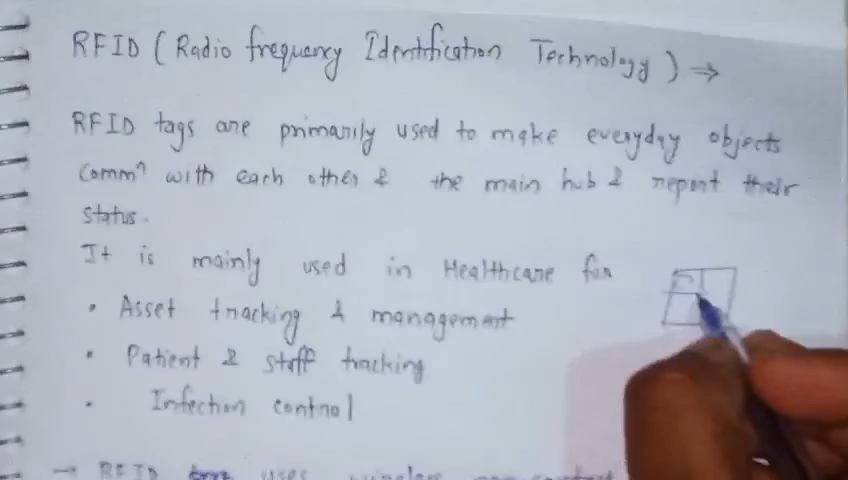 RFID ( Radio frequency Identification Technology ) ⇒
RFID tags are primarily used to make everyday objects
Commⁿ with each other & the main hub & report their
status.
It is mainly used in Healthcare for
• Asset tracking & management
• Patient & staff tracking
• Infection control
→ RFID uses